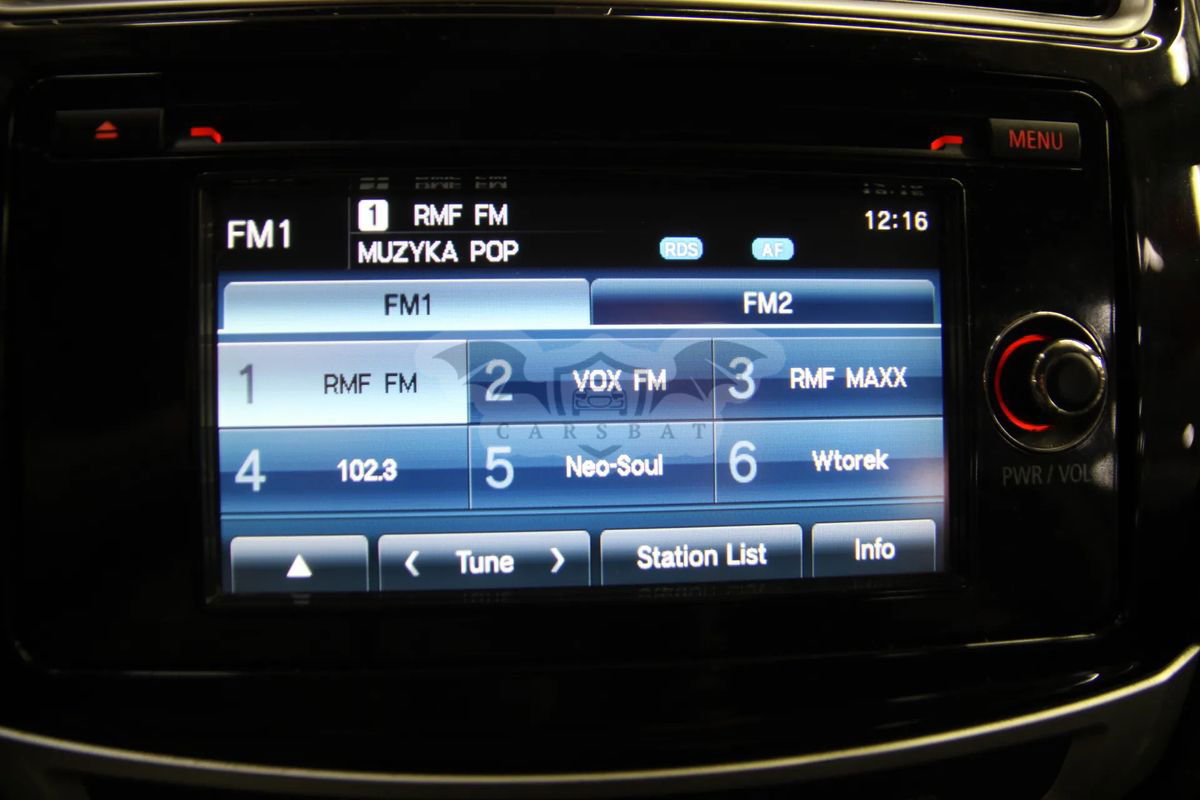 MENU
FM1
1 RMF FM
12:16
MUZYKA POP
RDS
AF
FM1
FM2
1 RMF FM
2 VOX FM
3 RMF MAXX
CARSBAT
4 102.3
5 Neo-Soul
6 Wtorek
PWR / VOL
< Tune >
Station List
Info